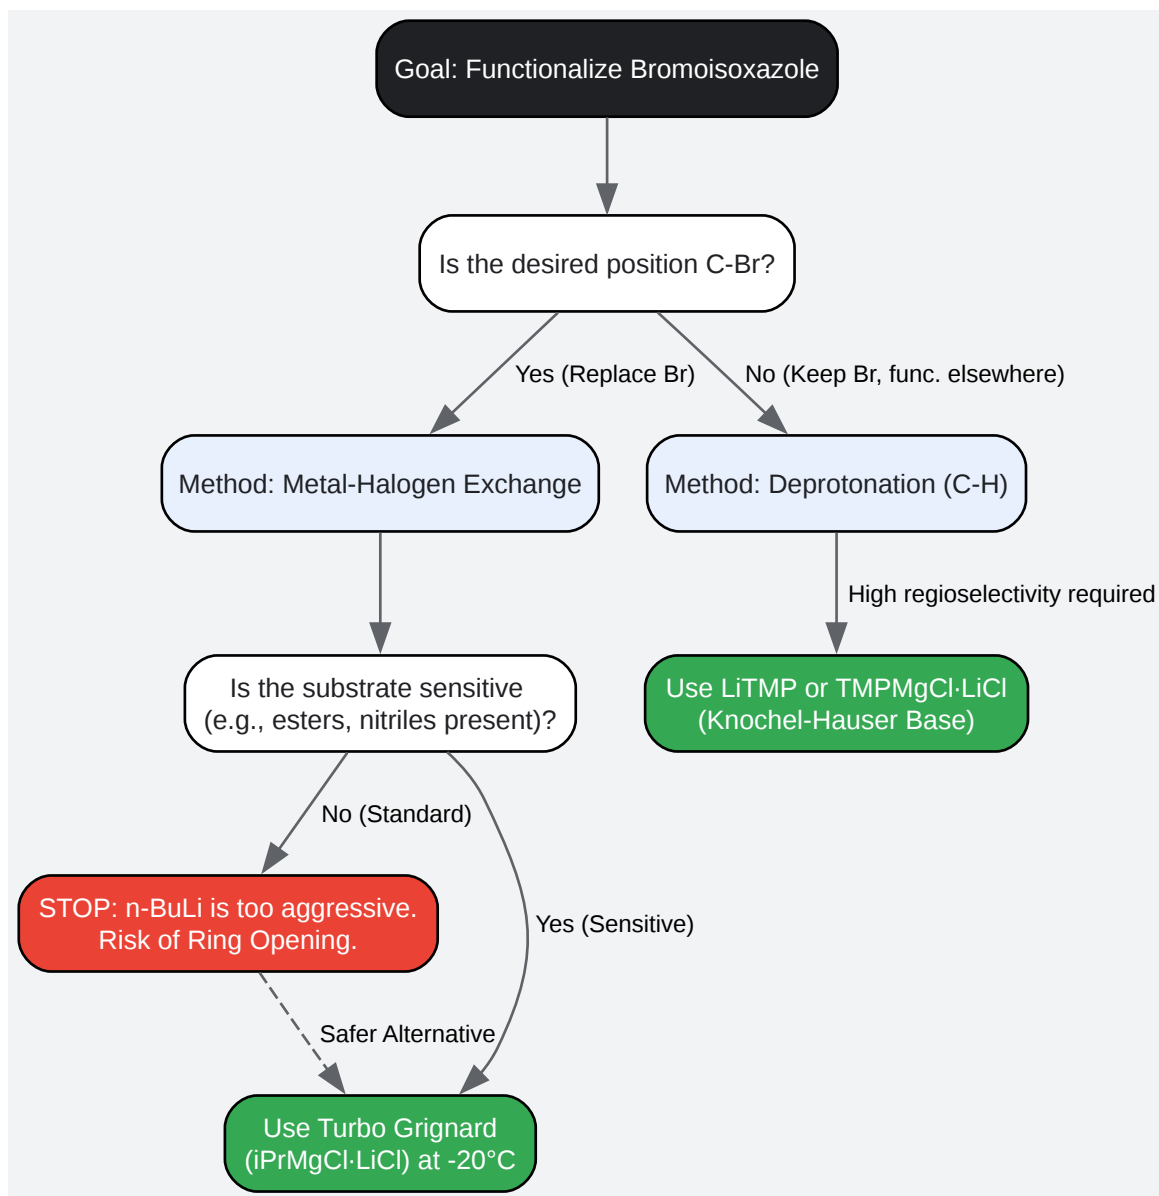 Goal: Functionalize Bromoisoxazole
Is the desired position C-Br?
Yes (Replace Br)
No (Keep Br, func. elsewhere)
Method: Metal-Halogen Exchange
Method: Deprotonation (C-H)
High regioselectivity required
Is the substrate sensitive
(e.g., esters, nitriles present)?
Use LiTMP or TMPMgCl·LiCl
(Knochel-Hauser Base)
No (Standard)
STOP: n-BuLi is too aggressive.
Risk of Ring Opening.
Yes (Sensitive)
Safer Alternative
Use Turbo Grignard
(iPrMgCl·LiCl) at -20°C